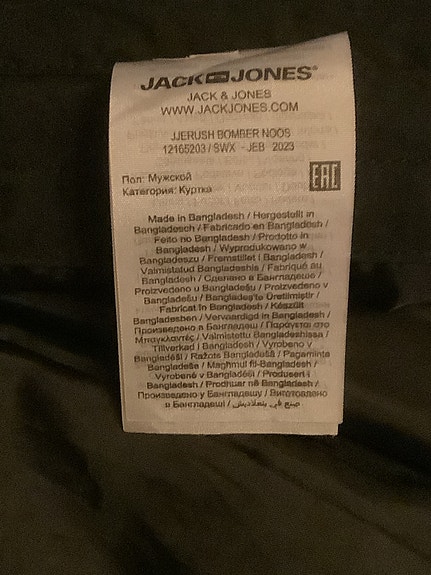 JACK JONES®
JACK & JONES
WWW.JACKJONES.COM
JJERUSH BOMBER NOOS
12165203 / SWX - JEB 2023
Пол: Мужской
Категория: Куртка
EAC
Made in Bangladesh / Hergestellt in
Bangladesch / Fabricado en Bangladesh /
Feito no Bangladesh / Prodotto in
Bangladesh / Wyprodukowano w
Bangladeszu / Fremstillet i Bangladesh /
Valmistatud Bangladeshis / Fabriqué au
Bangladesh / Сделано в Бангладеше /
Proizvedeno u Bangladešu / Proizvedeno v
Bangladešu / Bangladeş'te Üretilmiştir /
Fabricat în Bangladesh / Készült
Bangladesben / Vervaardigd in Bangladesh /
Произведено в Бангладеш / Παράγεται στο
Μπαγκλαντές / Valmistettu Bangladeshissa /
Tillverkad i Bangladesh / Vyrobeno v
Bangladéši / Ražots Bangladešā / Pagaminta
Bangladeše / Magħmul fil-Bangladesh /
Vyrobené v Bangladéši / Produsert i
Bangladesh / Prodhuar në Bangladesh /
Произведено у Бангладешу / Виготовлено
в Бангладеш / صنع في بنغلاديش